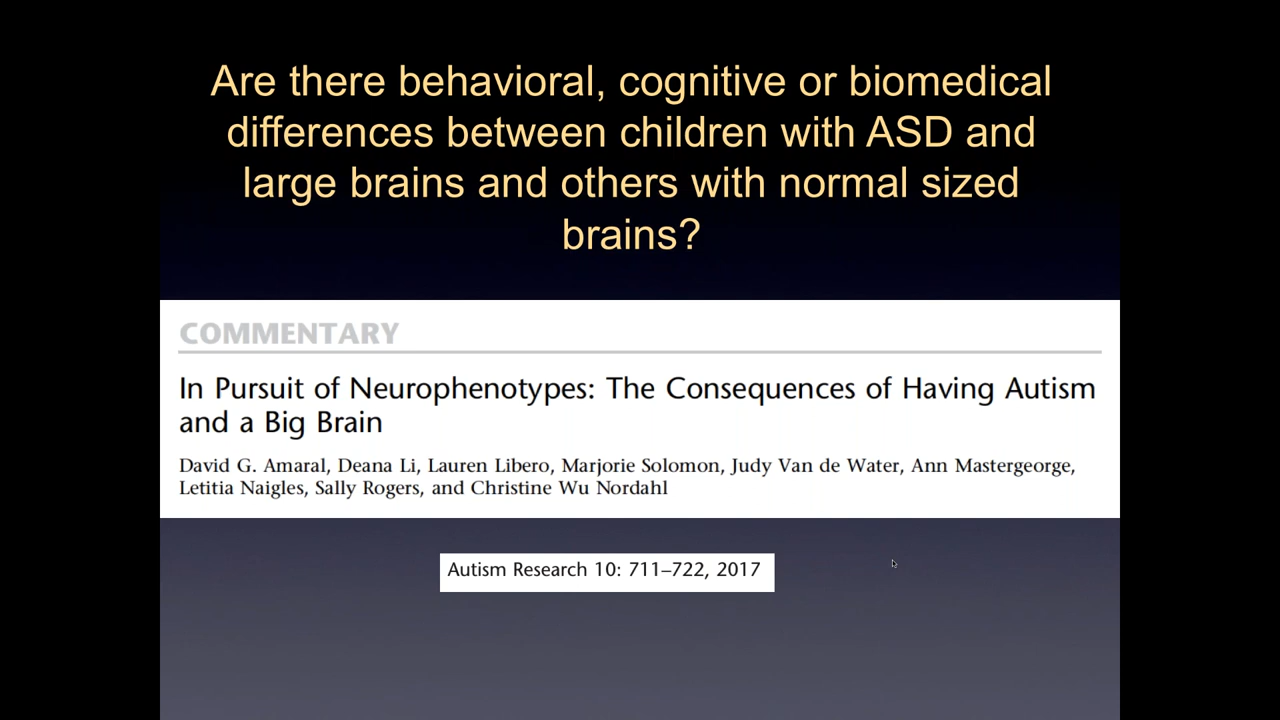 Are there behavioral, cognitive or biomedical
differences between children with ASD and
large brains and others with normal sized
brains?
COMMENTARY
In Pursuit of Neurophenotypes: The Consequences of Having Autism
and a Big Brain
David G. Amaral, Deana Li, Lauren Libero, Marjorie Solomon, Judy Van de Water, Ann Mastergeorge,
Letitia Naigles, Sally Rogers, and Christine Wu Nordahl
Autism Research 10: 711–722, 2017